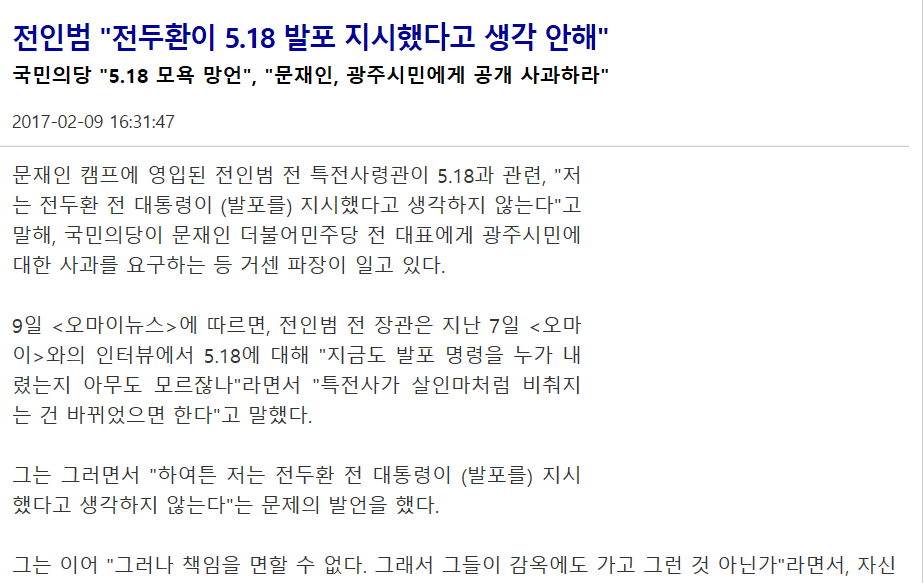 전인범 "전두환이 5.18 발포 지시했다고 생각 안해"
국민의당 "5.18 모욕 망언", "문재인, 광주시민에게 공개 사과하라"
2017-02-09 16:31:47
문재인 캠프에 영입된 전인범 전 특전사령관이 5.18과 관련, "저
는 전두환 전 대통령이 (발포를) 지시했다고 생각하지 않는다"고
말해, 국민의당이 문재인 더불어민주당 전 대표에게 광주시민에
대한 사과를 요구하는 등 거센 파장이 일고 있다.
9일 <오마이뉴스>에 따르면, 전인범 전 장관은 지난 7일 <오마
이>와의 인터뷰에서 5.18에 대해 "지금도 발포 명령을 누가 내
렸는지 아무도 모르잖나"라면서 "특전사가 살인마처럼 비춰지
는 건 바뀌었으면 한다"고 말했다.
그는 그러면서 "하여튼 저는 전두환 전 대통령이 (발포를) 지시
했다고 생각하지 않는다"는 문제의 발언을 했다.
그는 이어 "그러나 책임을 면할 수 없다. 그래서 그들이 감옥에도 가고 그런 것 아닌가"라면서, 자신